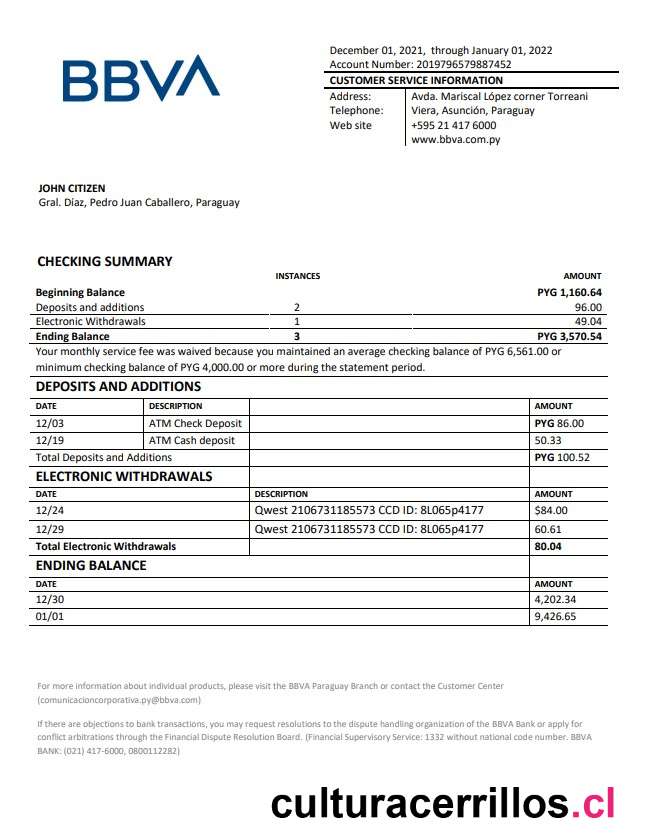 BBVA
December 01, 2021, through January 01, 2022
Account Number: 2019796579887452
CUSTOMER SERVICE INFORMATION
Address: Avda. Mariscal López corner Torreani
Telephone: Viera, Asunción, Paraguay
Web site +595 21 417 6000
www.bbva.com.py
JOHN CITIZEN
Gral. Díaz, Pedro Juan Caballero, Paraguay
CHECKING SUMMARY
INSTANCES AMOUNT
Beginning Balance PYG 1,160.64
Deposits and additions 2 96.00
Electronic Withdrawals 1 49.04
Ending Balance 3 PYG 3,570.54
Your monthly service fee was waived because you maintained an average checking balance of PYG 6,561.00 or
minimum checking balance of PYG 4,000.00 or more during the statement period.
DEPOSITS AND ADDITIONS
DATE DESCRIPTION AMOUNT
12/03 ATM Check Deposit PYG 86.00
12/19 ATM Cash deposit 50.33
Total Deposits and Additions PYG 100.52
ELECTRONIC WITHDRAWALS
DATE DESCRIPTION AMOUNT
12/24 Qwest 2106731185573 CCD ID: 8L065p4177 $84.00
12/29 Qwest 2106731185573 CCD ID: 8L065p4177 60.61
Total Electronic Withdrawals 80.04
ENDING BALANCE
DATE AMOUNT
12/30 4,202.34
01/01 9,426.65
For more information about individual products, please visit the BBVA Paraguay Branch or contact the Customer Center
(comunicacioncorporativa.py@bbva.com)
If there are objections to bank transactions, you may request resolutions to the dispute handling organization of the BBVA Bank or apply for
conflict arbitrations through the Financial Dispute Resolution Board. (Financial Supervisory Service: 1332 without national code number. BBVA
BANK: (021) 417-6000, 0800112282)
culturacerrillos.cl